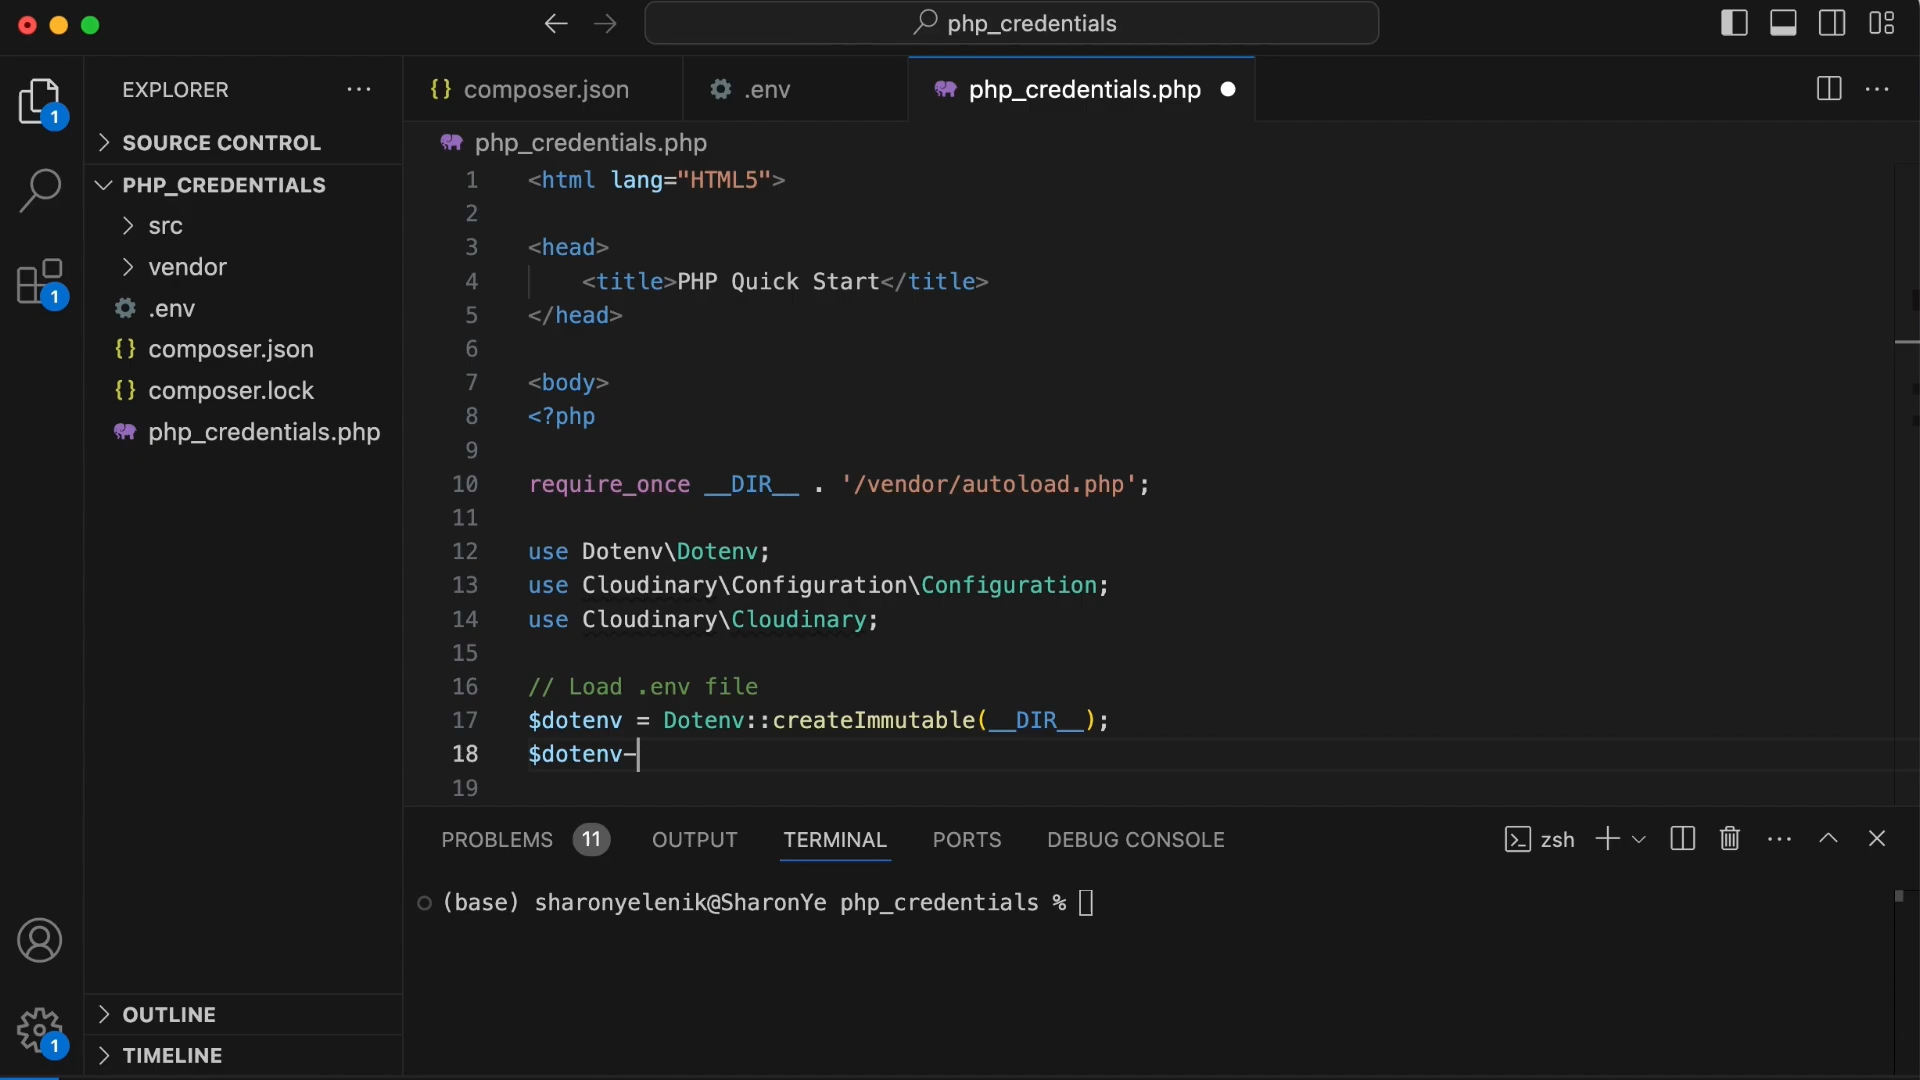 php_credentials
EXPLORER
SOURCE CONTROL
PHP_CREDENTIALS
src
vendor
.env
composer.json
composer.lock
php_credentials.php
OUTLINE
TIMELINE
1
1
1
composer.json
.env
php_credentials.php
php_credentials.php
1 <html lang="HTML5">
2
3 <head>
4 <title>PHP Quick Start</title>
5 </head>
6
7 <body>
8 <?php
9
10 require_once __DIR__ . '/vendor/autoload.php';
11
12 use Dotenv\Dotenv;
13 use Cloudinary\Configuration\Configuration;
14 use Cloudinary\Cloudinary;
15
16 // Load .env file
17 $dotenv = Dotenv::createImmutable(__DIR__);
18 $dotenv-
19
PROBLEMS 11 OUTPUT TERMINAL PORTS DEBUG CONSOLE zsh
(base) sharonyelenik@SharonYe php_credentials %